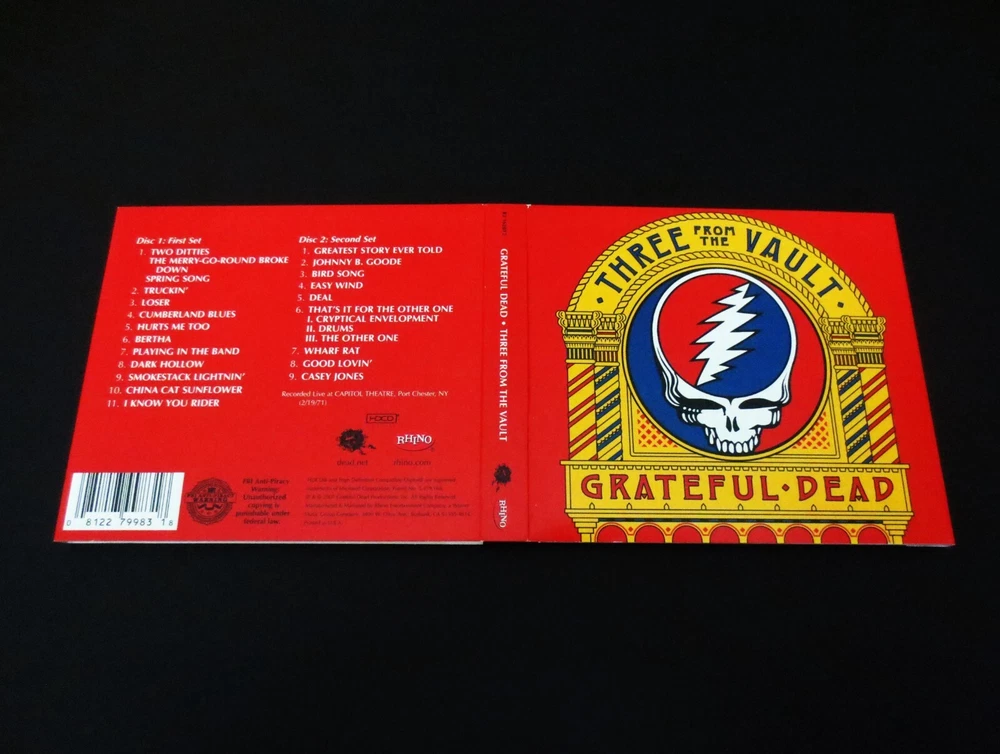 Disc 1: First Set
1. TWO DITTIES
THE MERRY-GO-ROUND BROKE
DOWN
SPRING SONG
2. TRUCKIN'
3. LOSER
4. CUMBERLAND BLUES
5. HURTS ME TOO
6. BERTHA
7. PLAYING IN THE BAND
8. DARK HOLLOW
9. SMOKESTACK LIGHTNIN'
10. CHINA CAT SUNFLOWER
11. I KNOW YOU RIDER
Disc 2: Second Set
1. GREATEST STORY EVER TOLD
2. JOHNNY B. GOODE
3. BIRD SONG
4. EASY WIND
5. DEAL
6. THAT'S IT FOR THE OTHER ONE
I. CRYPTICAL ENVELOPMENT
II. DRUMS
III. THE OTHER ONE
7. WHARF RAT
8. GOOD LOVIN'
9. CASEY JONES
Recorded Live at CAPITOL THEATRE, Port Chester, NY
(2/19/71)
HDCD
RHINO
dead.net
rhino.com
0 8122 79983 1 8
FBI Anti-Piracy
Warning:
Unauthorized
copying is
punishable under
federal law.
GRATEFUL DEAD • THREE FROM THE VAULT
RHINO
THREE FROM THE VAULT
GRATEFUL • DEAD